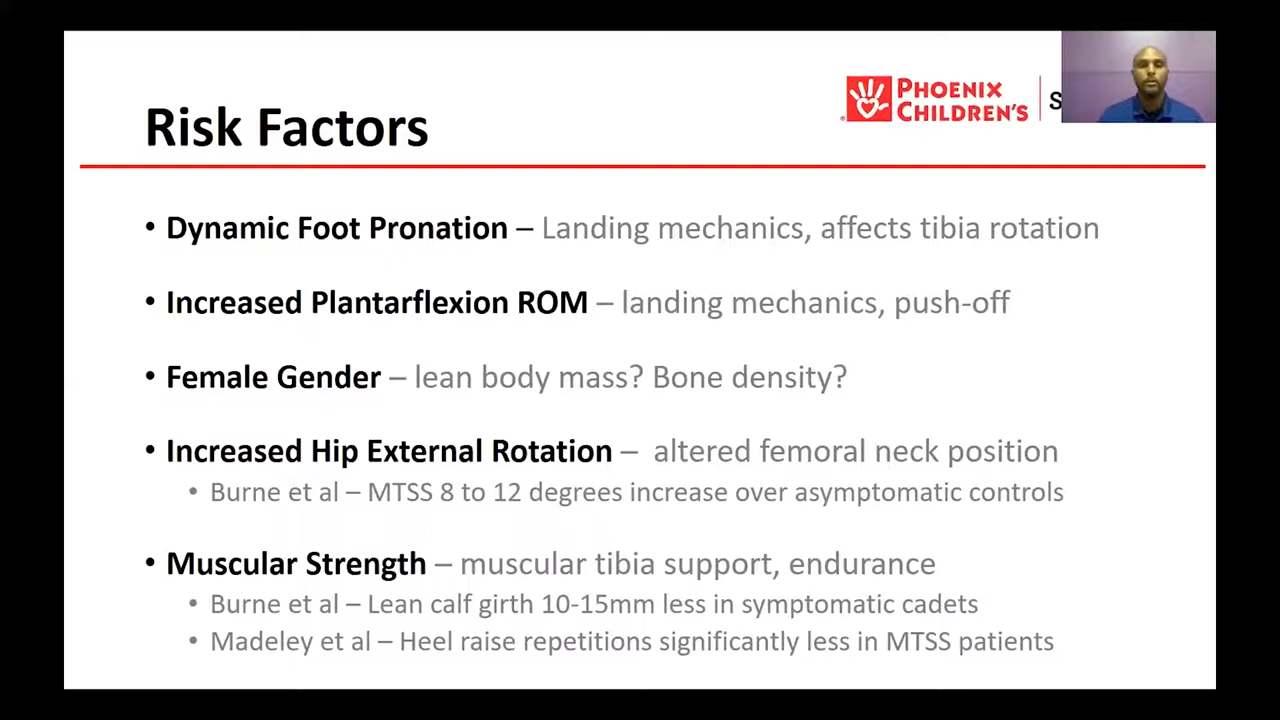 Risk Factors
PHOENIX
CHILDREN'S
• Dynamic Foot Pronation – Landing mechanics, affects tibia rotation
• Increased Plantarflexion ROM – landing mechanics, push-off
• Female Gender – lean body mass? Bone density?
• Increased Hip External Rotation – altered femoral neck position
• Burne et al – MTSS 8 to 12 degrees increase over asymptomatic controls
• Muscular Strength – muscular tibia support, endurance
• Burne et al – Lean calf girth 10-15mm less in symptomatic cadets
• Madeley et al – Heel raise repetitions significantly less in MTSS patients